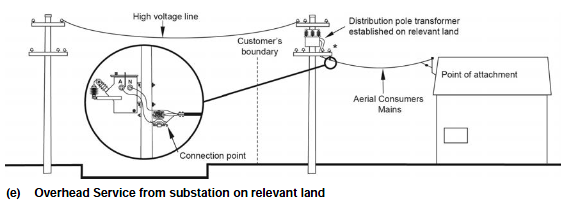 High voltage line
Distribution pole transformer
established on relevant land
Customer's
boundary
*
A N
Point of attachment
Aerial Consumers
Mains
Connection point
(e) Overhead Service from substation on relevant land